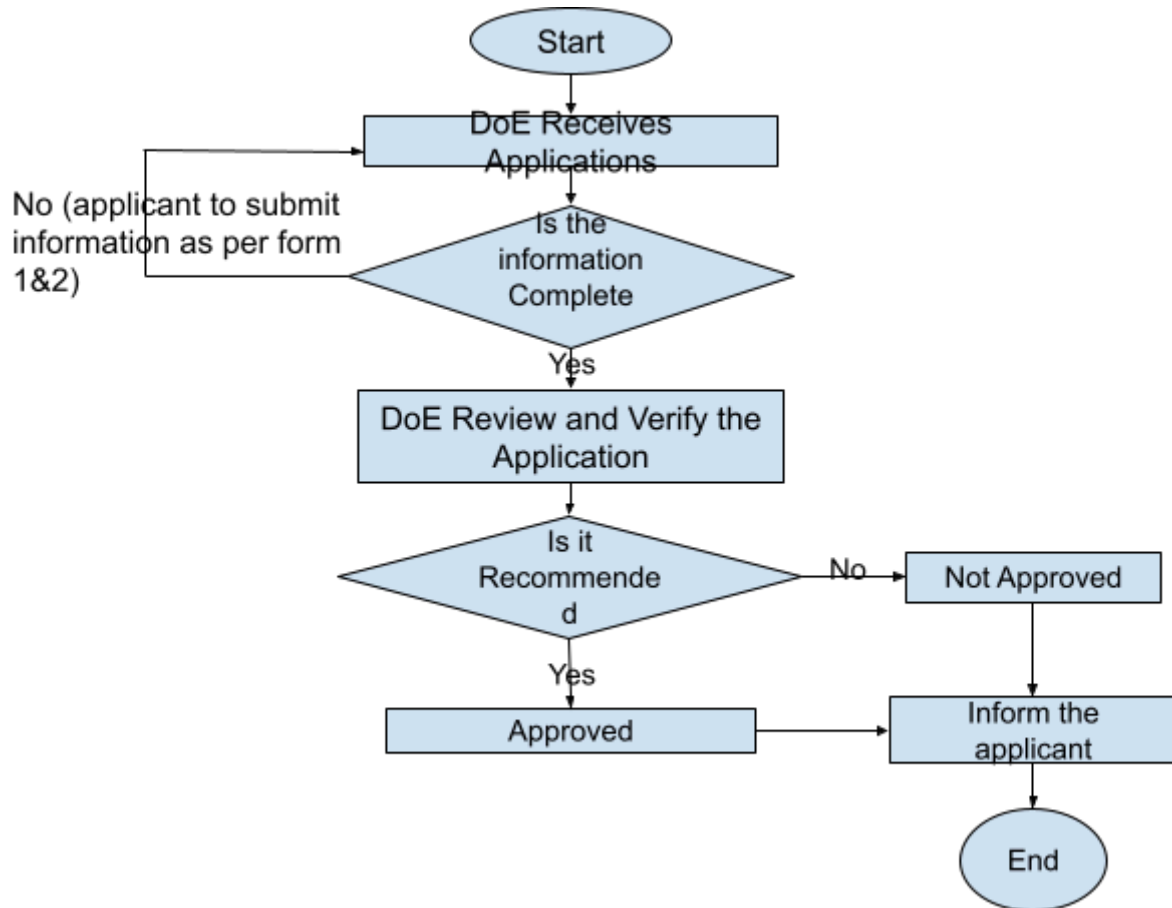 Start
DoE Receives
Applications
No (applicant to submit
information as per form
1&2)
Is the
information
Complete
Yes
DoE Review and Verify the
Application
Is it
Recommende
d
No
Not Approved
Yes
Approved
Inform the
applicant
End